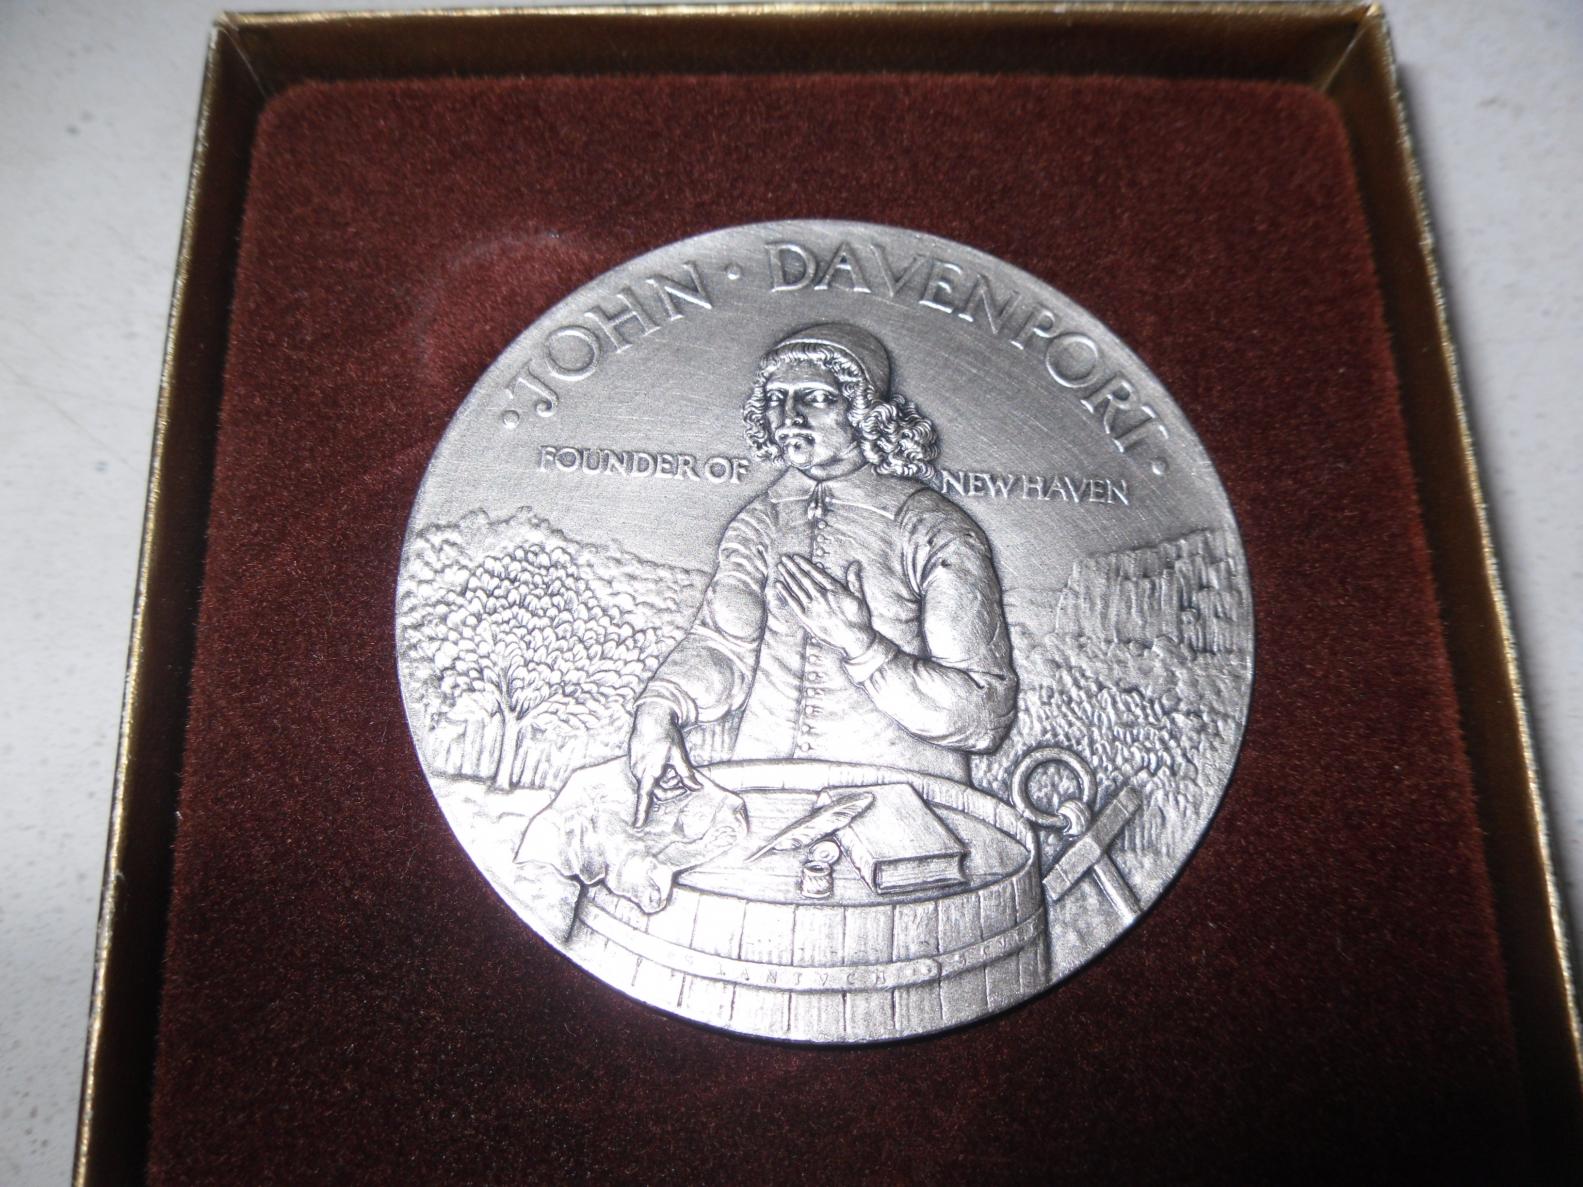 · JOHN · DAVENPORT ·
FOUNDER OF NEW HAVEN